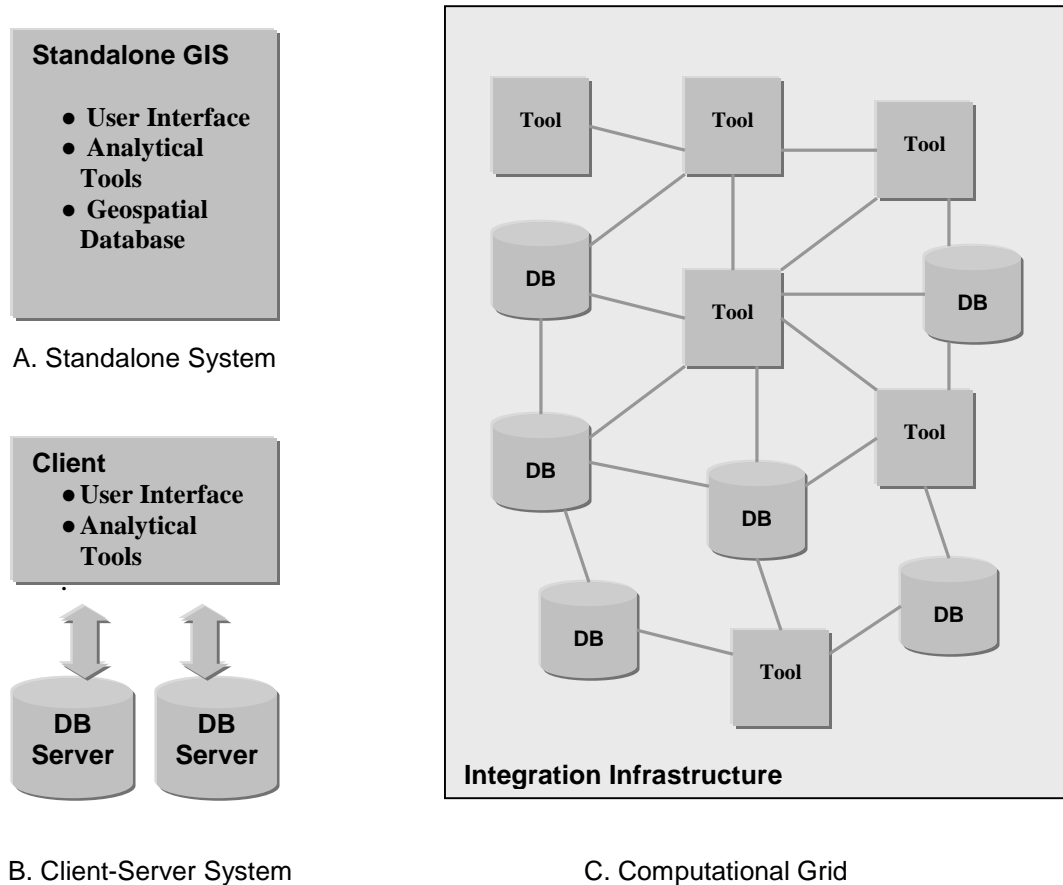 Standalone GIS
● User Interface
● Analytical
Tools
● Geospatial
Database
A. Standalone System
Client
● User Interface
● Analytical
Tools
.
DB
Server
DB
Server
B. Client-Server System
Tool
Tool
Tool
DB
Tool
DB
DB
Tool
DB
DB
DB
Tool
Integration Infrastructure
C. Computational Grid